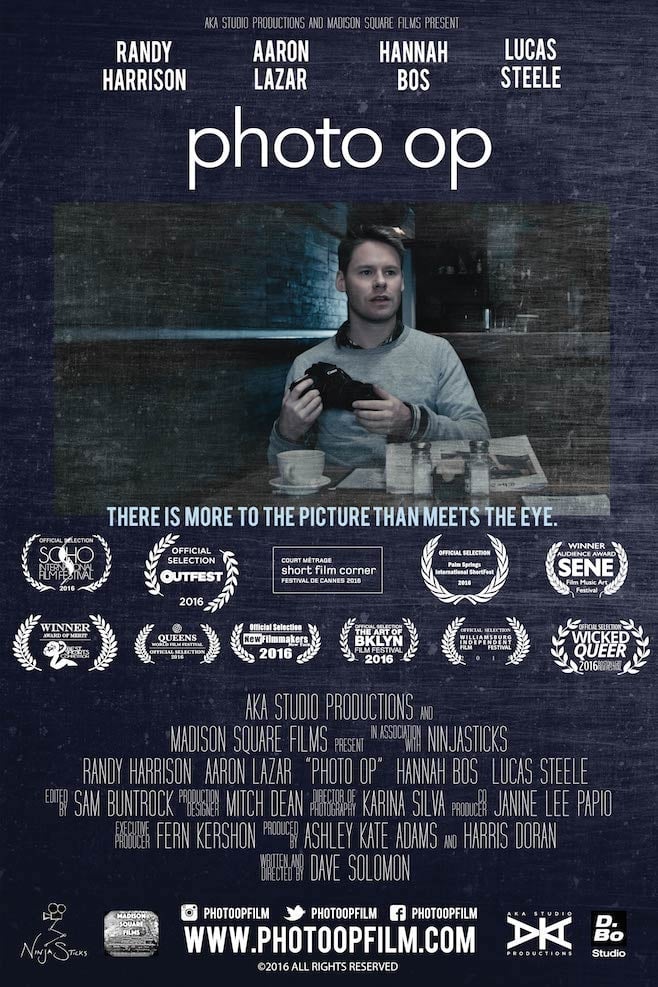 AKA STUDIO PRODUCTIONS AND MADISON SQUARE FILMS PRESENT
RANDY HARRISON
AARON LAZAR
HANNAH BOS
LUCAS STEELE
photo op
Canon
THERE IS MORE TO THE PICTURE THAN MEETS THE EYE.
OFFICIAL SELECTION
SOHO
INTERNATIONAL
FILM FESTIVAL
2016
OFFICIAL
SELECTION
OUTFEST
2016
COURT MÉTRAGE
short film corner
FESTIVAL DE CANNES 2016
OFFICIAL SELECTION
Palm Springs
International ShortFest
2016
WINNER
AUDIENCE AWARD
SENE
Film Music Art
Festival
WINNER
AWARD OF MERIT
BEST SHORTS
COMPETITION
QUEENS
WORLD FILM FESTIVAL
OFFICIAL SELECTION
2016
Official Selection
NewFilmmakers
2016
OFFICIAL SELECTION
THE ART OF
BKLYN
FILM FESTIVAL
2016
OFFICIAL SELECTION
WILLIAMSBURG
INDEPENDENT
FILM FESTIVAL
OFFICIAL SELECTION
WICKED
QUEER
2016
AKA STUDIO PRODUCTIONS AND
MADISON SQUARE FILMS PRESENT IN ASSOCIATION WITH NINJASTICKS
RANDY HARRISON AARON LAZAR "PHOTO OP" HANNAH BOS LUCAS STEELE
EDITED BY SAM BUNTROCK PRODUCTION DESIGNER MITCH DEAN DIRECTOR OF PHOTOGRAPHY KARINA SILVA CO PRODUCER JANINE LEE PAPIO
EXECUTIVE PRODUCER FERN KERSHON PRODUCED BY ASHLEY KATE ADAMS AND HARRIS DORAN
WRITTEN AND DIRECTED BY DAVE SOLOMON
NINJA STICKS
MADISON
SQUARE
FILMS
PHOTOOPFILM PHOTOOPFILM PHOTOOPFILM
WWW.PHOTOOPFILM.COM
©2016 ALL RIGHTS RESERVED
AKA STUDIO
PRODUCTIONS
D.
Bo
Studio